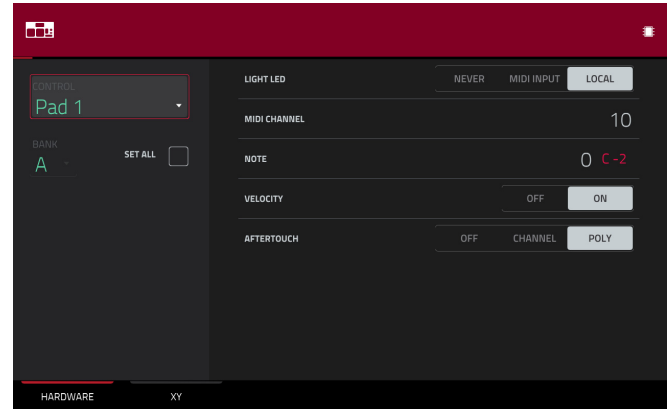 CONTROL
Pad 1
BANK
A
SET ALL
LIGHT LED NEVER MIDI INPUT LOCAL
MIDI CHANNEL 10
NOTE 0 C -2
VELOCITY OFF ON
AFTERTOUCH OFF CHANNEL POLY
HARDWARE XY